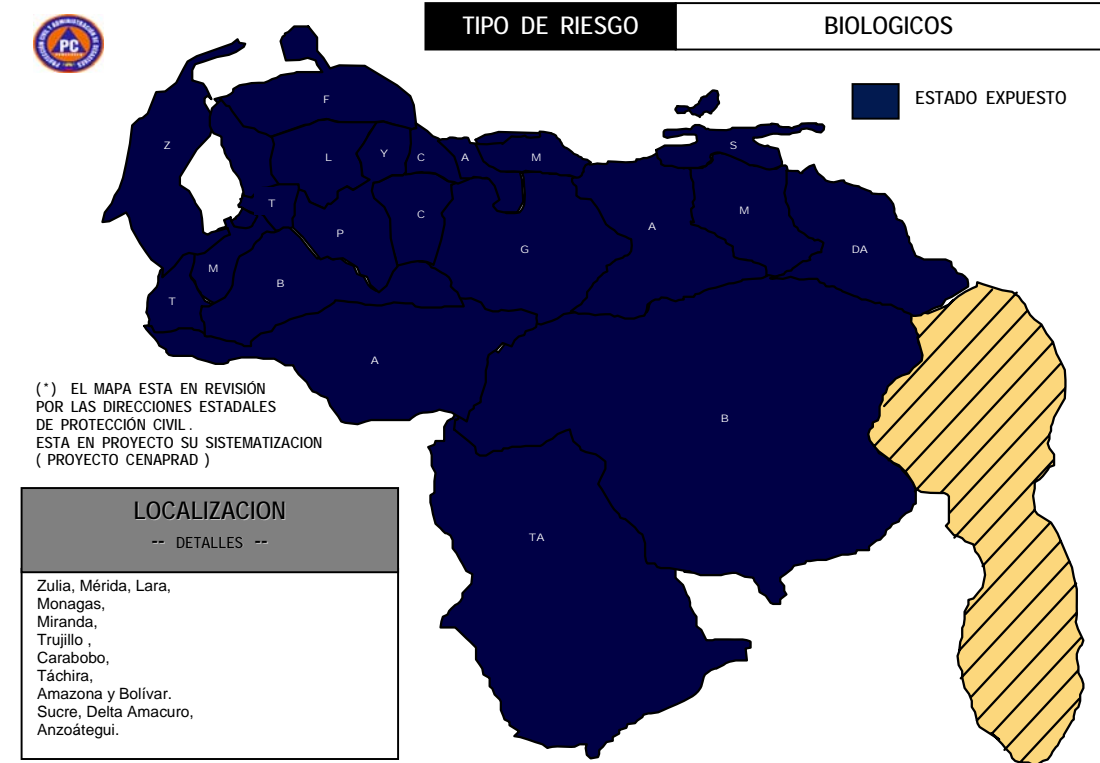 PC
TIPO DE RIESGO
BIOLOGICOS
ESTADO EXPUESTO
F
Z
L
Y
C
A
M
S
T
P
C
G
A
M
DA
M
B
T
A
B
TA
(*) EL MAPA ESTA EN REVISIÓN
POR LAS DIRECCIONES ESTADALES
DE PROTECCIÓN CIVIL.
ESTA EN PROYECTO SU SISTEMATIZACION
( PROYECTO CENAPRAD )
LOCALIZACION
-- DETALLES --
Zulia, Mérida, Lara,
Monagas,
Miranda,
Trujillo ,
Carabobo,
Táchira,
Amazona y Bolívar.
Sucre, Delta Amacuro,
Anzoátegui.